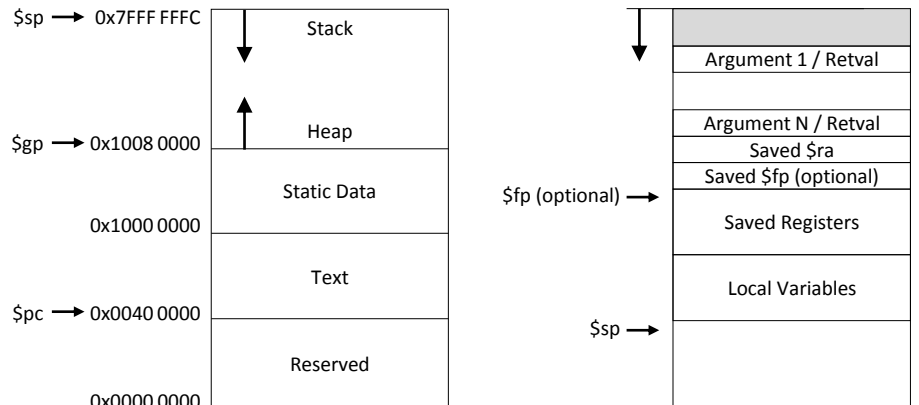 $sp 0x7FFF FFFC
Stack
Heap
$gp 0x1008 0000
Static Data
0x1000 0000
Text
$pc 0x0040 0000
Reserved
0x0000 0000
Argument 1 / Retval
Argument N / Retval
Saved $ra
Saved $fp (optional)
$fp (optional)
Saved Registers
Local Variables
$sp